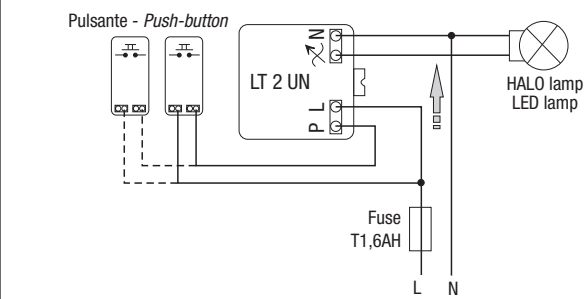 Pulsante - Push-button
N
LT 2 UN
L
P
HALO lamp
LED lamp
Fuse
T1,6AH
L N